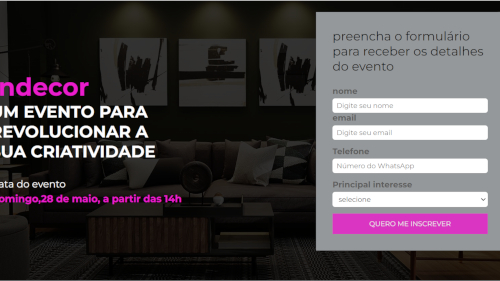 ndecor
UM EVENTO PARA
REVOLUCIONAR A
SUA CRIATIVIDADE
ata do evento
omingo,28 de maio, a partir das 14h
preencha o formulário
para receber os detalhes
do evento
nome
Digite seu nome
email
Digite seu email
Telefone
Número do WhatsApp
Principal interesse
selecione
QUERO ME INSCREVER